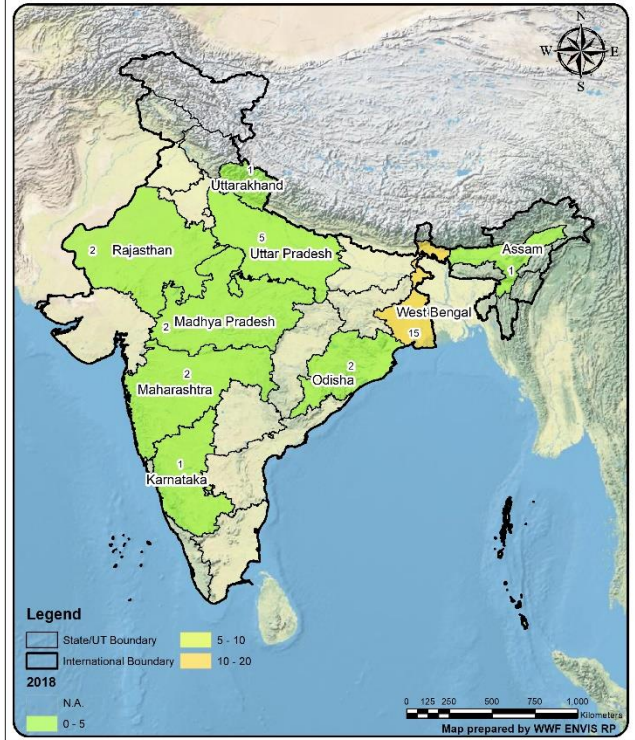 N
W E
S
1
Uttarakhand
2
Rajasthan
5
Uttar Pradesh
Assam
1
2
Madhya Pradesh
West Bengal
15
2
Maharashtra
2
Odisha
1
Karnataka
Legend
State/UT Boundary
International Boundary
5 - 10
10 - 20
2018
N.A.
0 - 5
0 125 250 500 750 1,000
Kilometers
Map prepared by WWF ENVIS RP